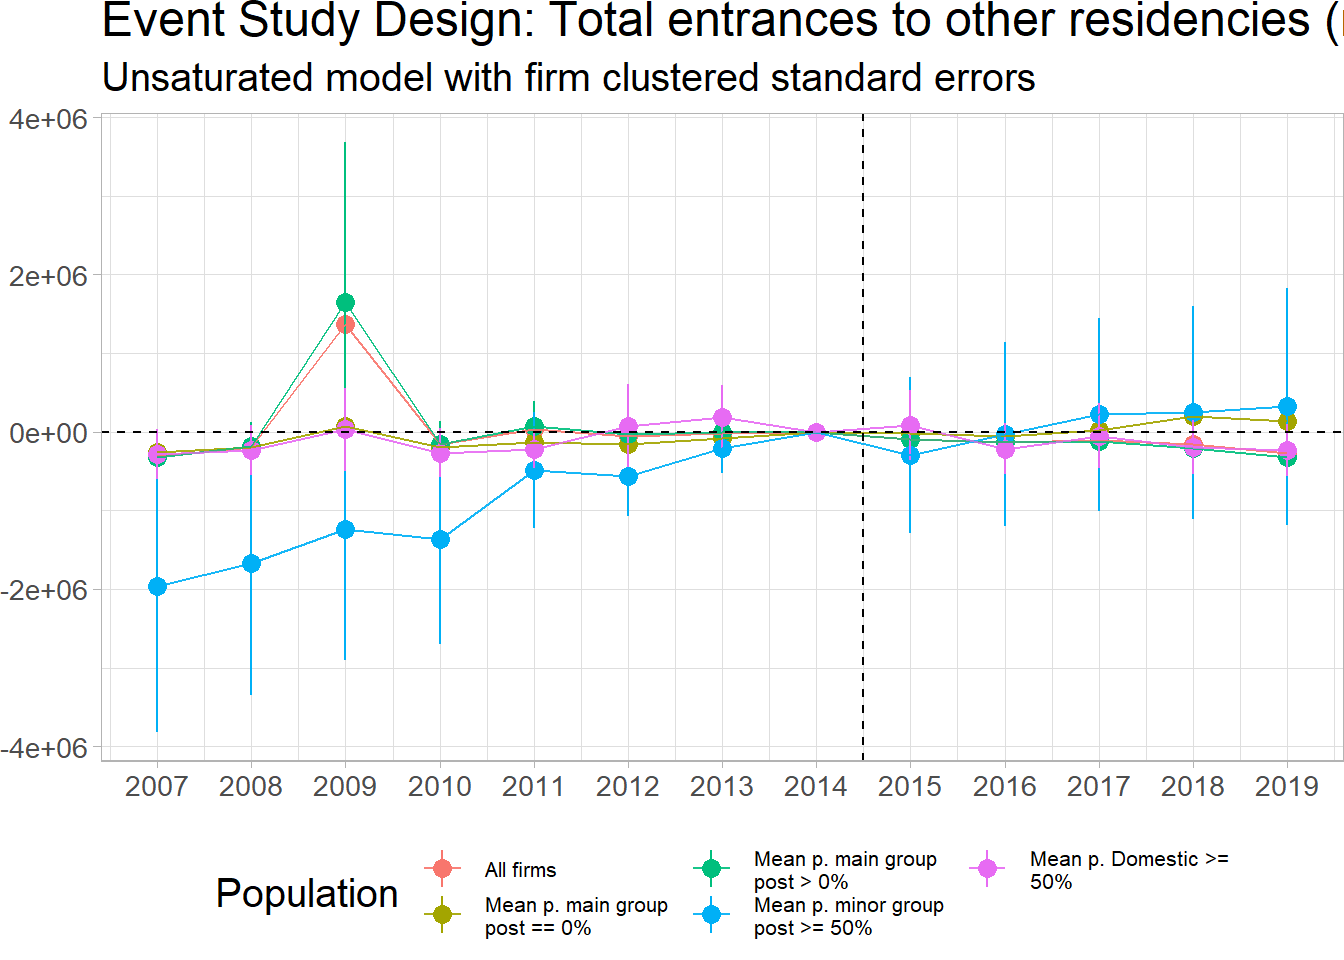 Event Study Design: Total entrances to other residencies (
Unsaturated model with firm clustered standard errors
4e+06
2e+06
0e+00
-2e+06
-4e+06
2007 2008 2009 2010 2011 2012 2013 2014 2015 2016 2017 2018 2019
Population
All firms
Mean p. main group
post == 0%
Mean p. main group
post > 0%
Mean p. minor group
post >= 50%
Mean p. Domestic >=
50%